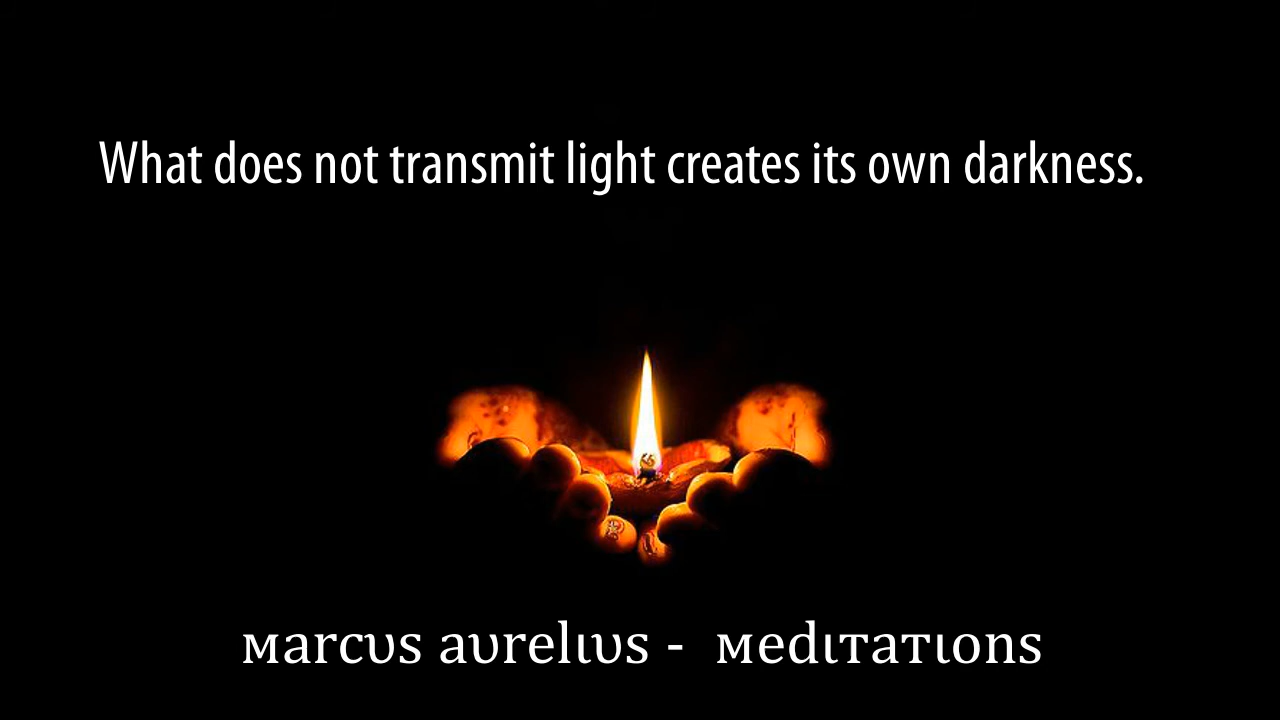 What does not transmit light creates its own darkness.
Marcus Aurelius - Meditations